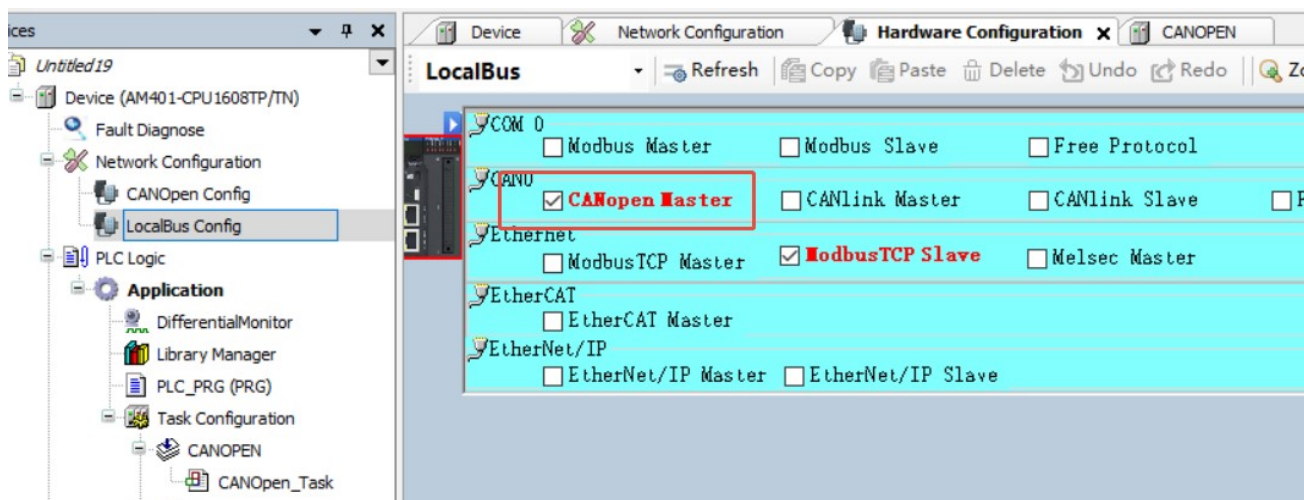 ices
Device
Network Configuration
Hardware Configuration
CANOPEN
Untitled19
LocalBus
Refresh
Copy
Paste
Delete
Undo
Redo
Device (AM401-CPU1608TP/TN)
Fault Diagnose
Network Configuration
CANOpen Config
LocalBus Config
PLC Logic
Application
DifferentialMonitor
Library Manager
PLC_PRG (PRG)
Task Configuration
CANOPEN
CANOpen_Task
COM 0
Modbus Master
Modbus Slave
Free Protocol
CAN0
CANopen Master
CANlink Master
CANlink Slave
Ethernet
ModbusTCP Master
ModbusTCP Slave
Melsec Master
EtherCAT
EtherCAT Master
EtherNet/IP
EtherNet/IP Master
EtherNet/IP Slave